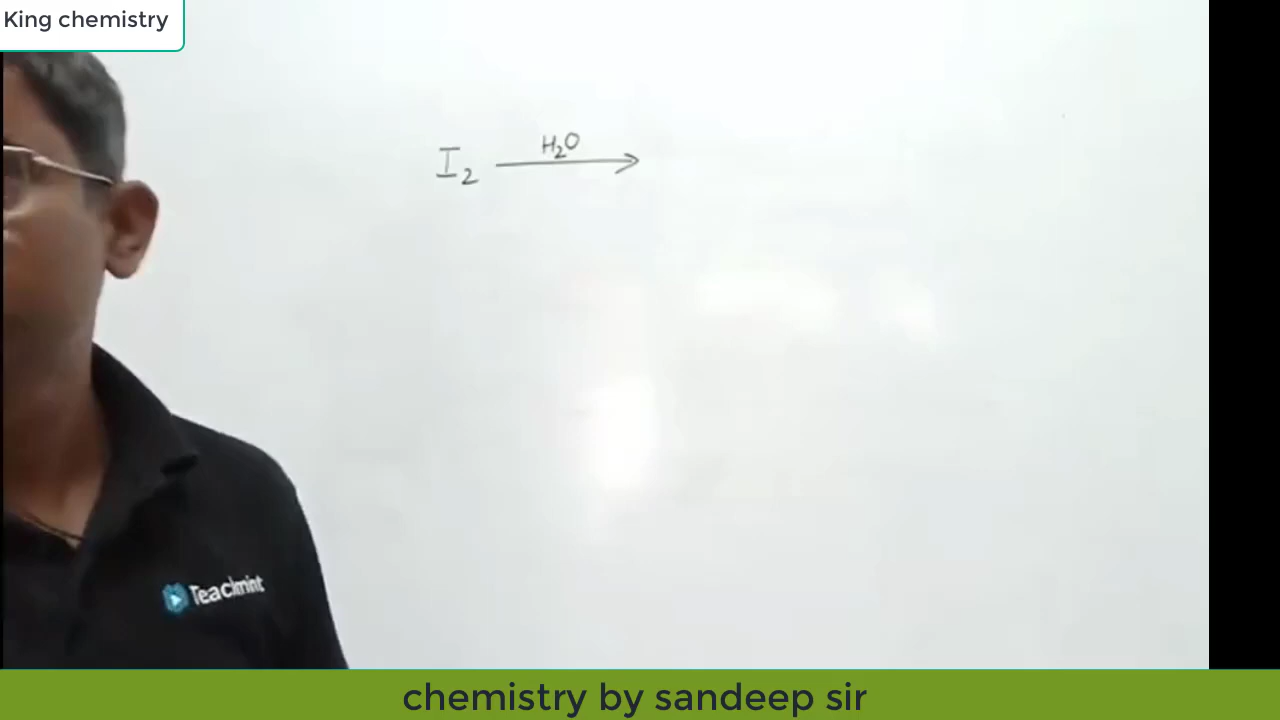 King chemistry
I₂ —H₂O→
Teachmint
chemistry by sandeep sir